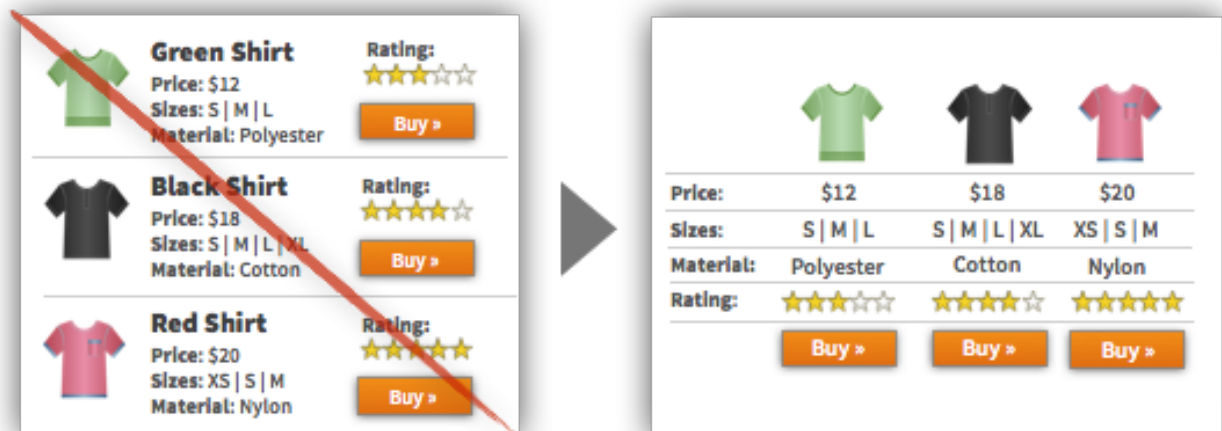 Green Shirt
Price: $12
Sizes: S | M | L
Material: Polyester
Rating:
Buy »
Black Shirt
Price: $18
Sizes: S | M | L | XL
Material: Cotton
Rating:
Buy »
Red Shirt
Price: $20
Sizes: XS | S | M
Material: Nylon
Rating:
Buy »
Price: $12 $18 $20
Sizes: S | M | L S | M | L | XL XS | S | M
Material: Polyester Cotton Nylon
Rating:
Buy » Buy » Buy »